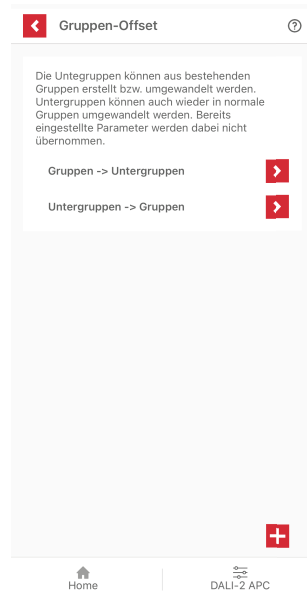 Gruppen-Offset
Die Untegruppen können aus bestehenden
Gruppen erstellt bzw. umgewandelt werden.
Untergruppen können auch wieder in normale
Gruppen umgewandelt werden. Bereits
eingestellte Parameter werden dabei nicht
übernommen.
Gruppen -> Untergruppen
Untergruppen -> Gruppen
Home
DALI-2 APC